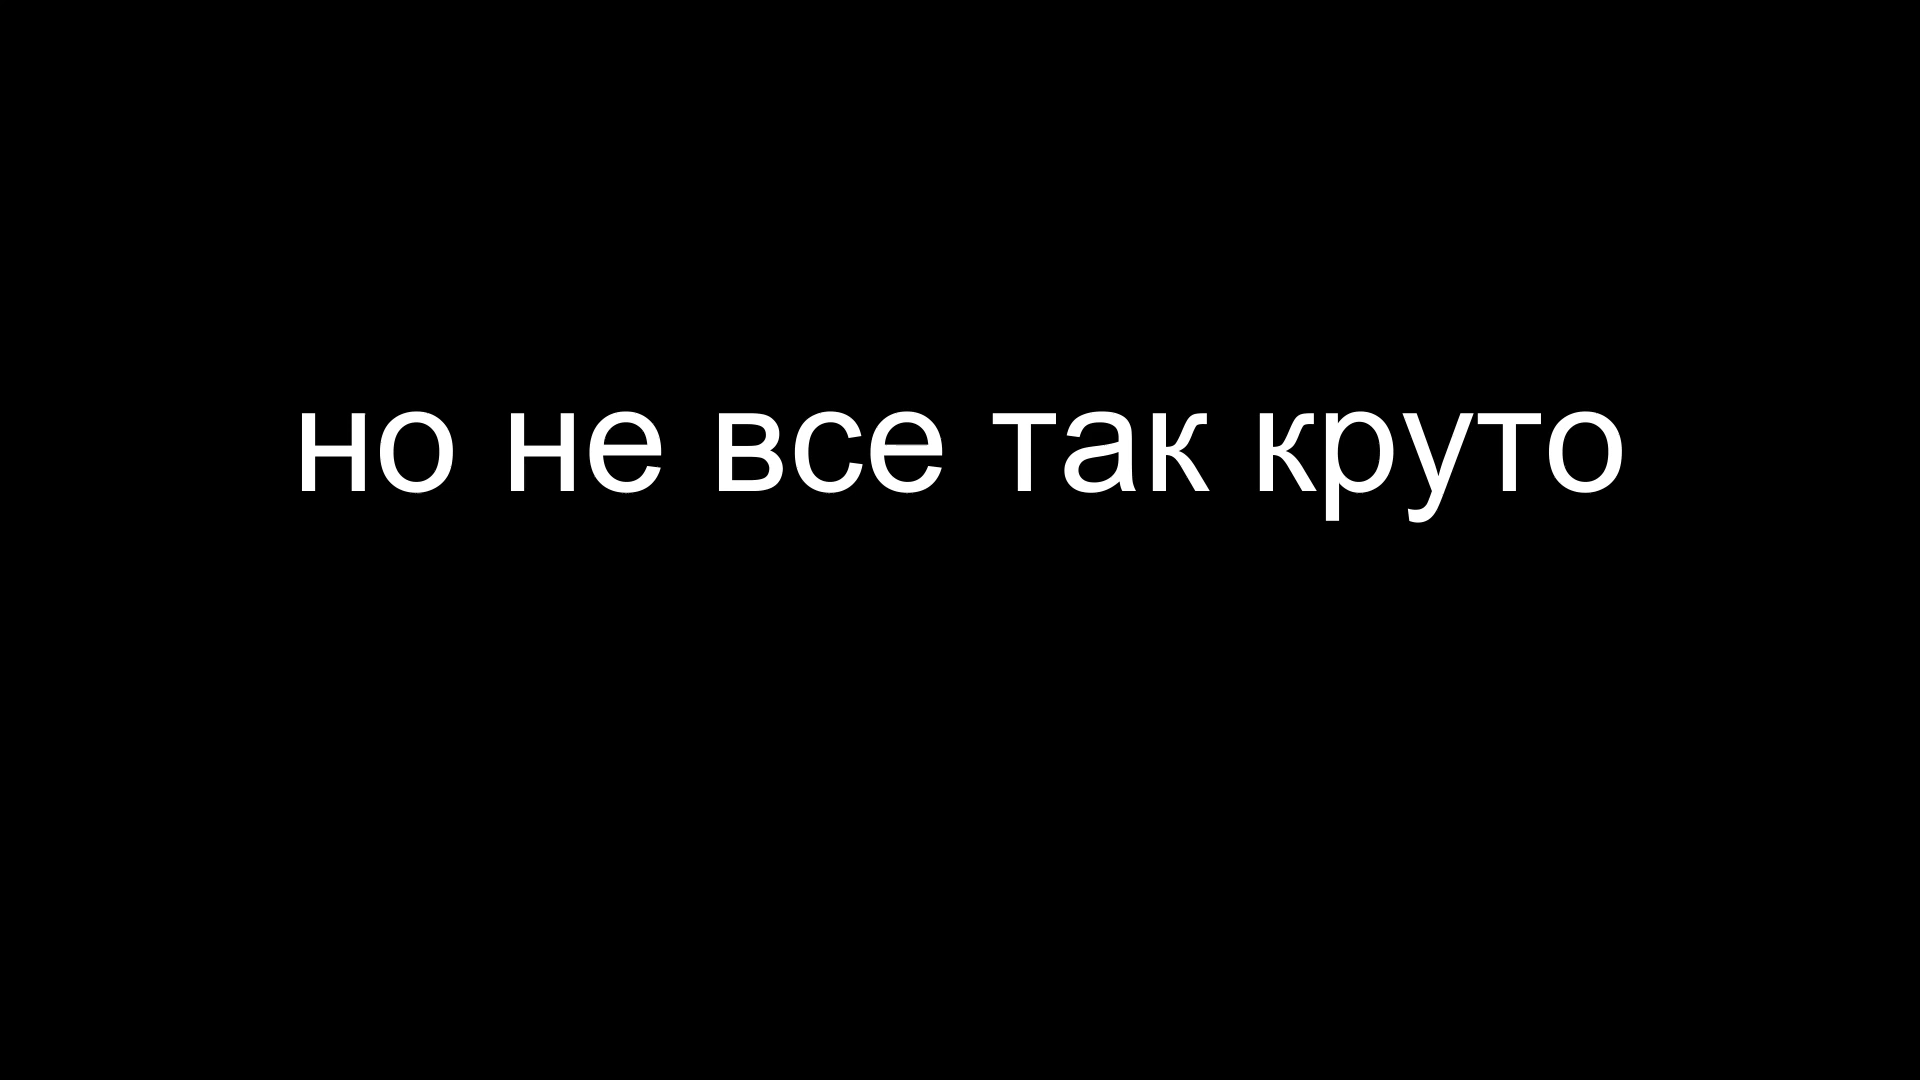 но не все так круто